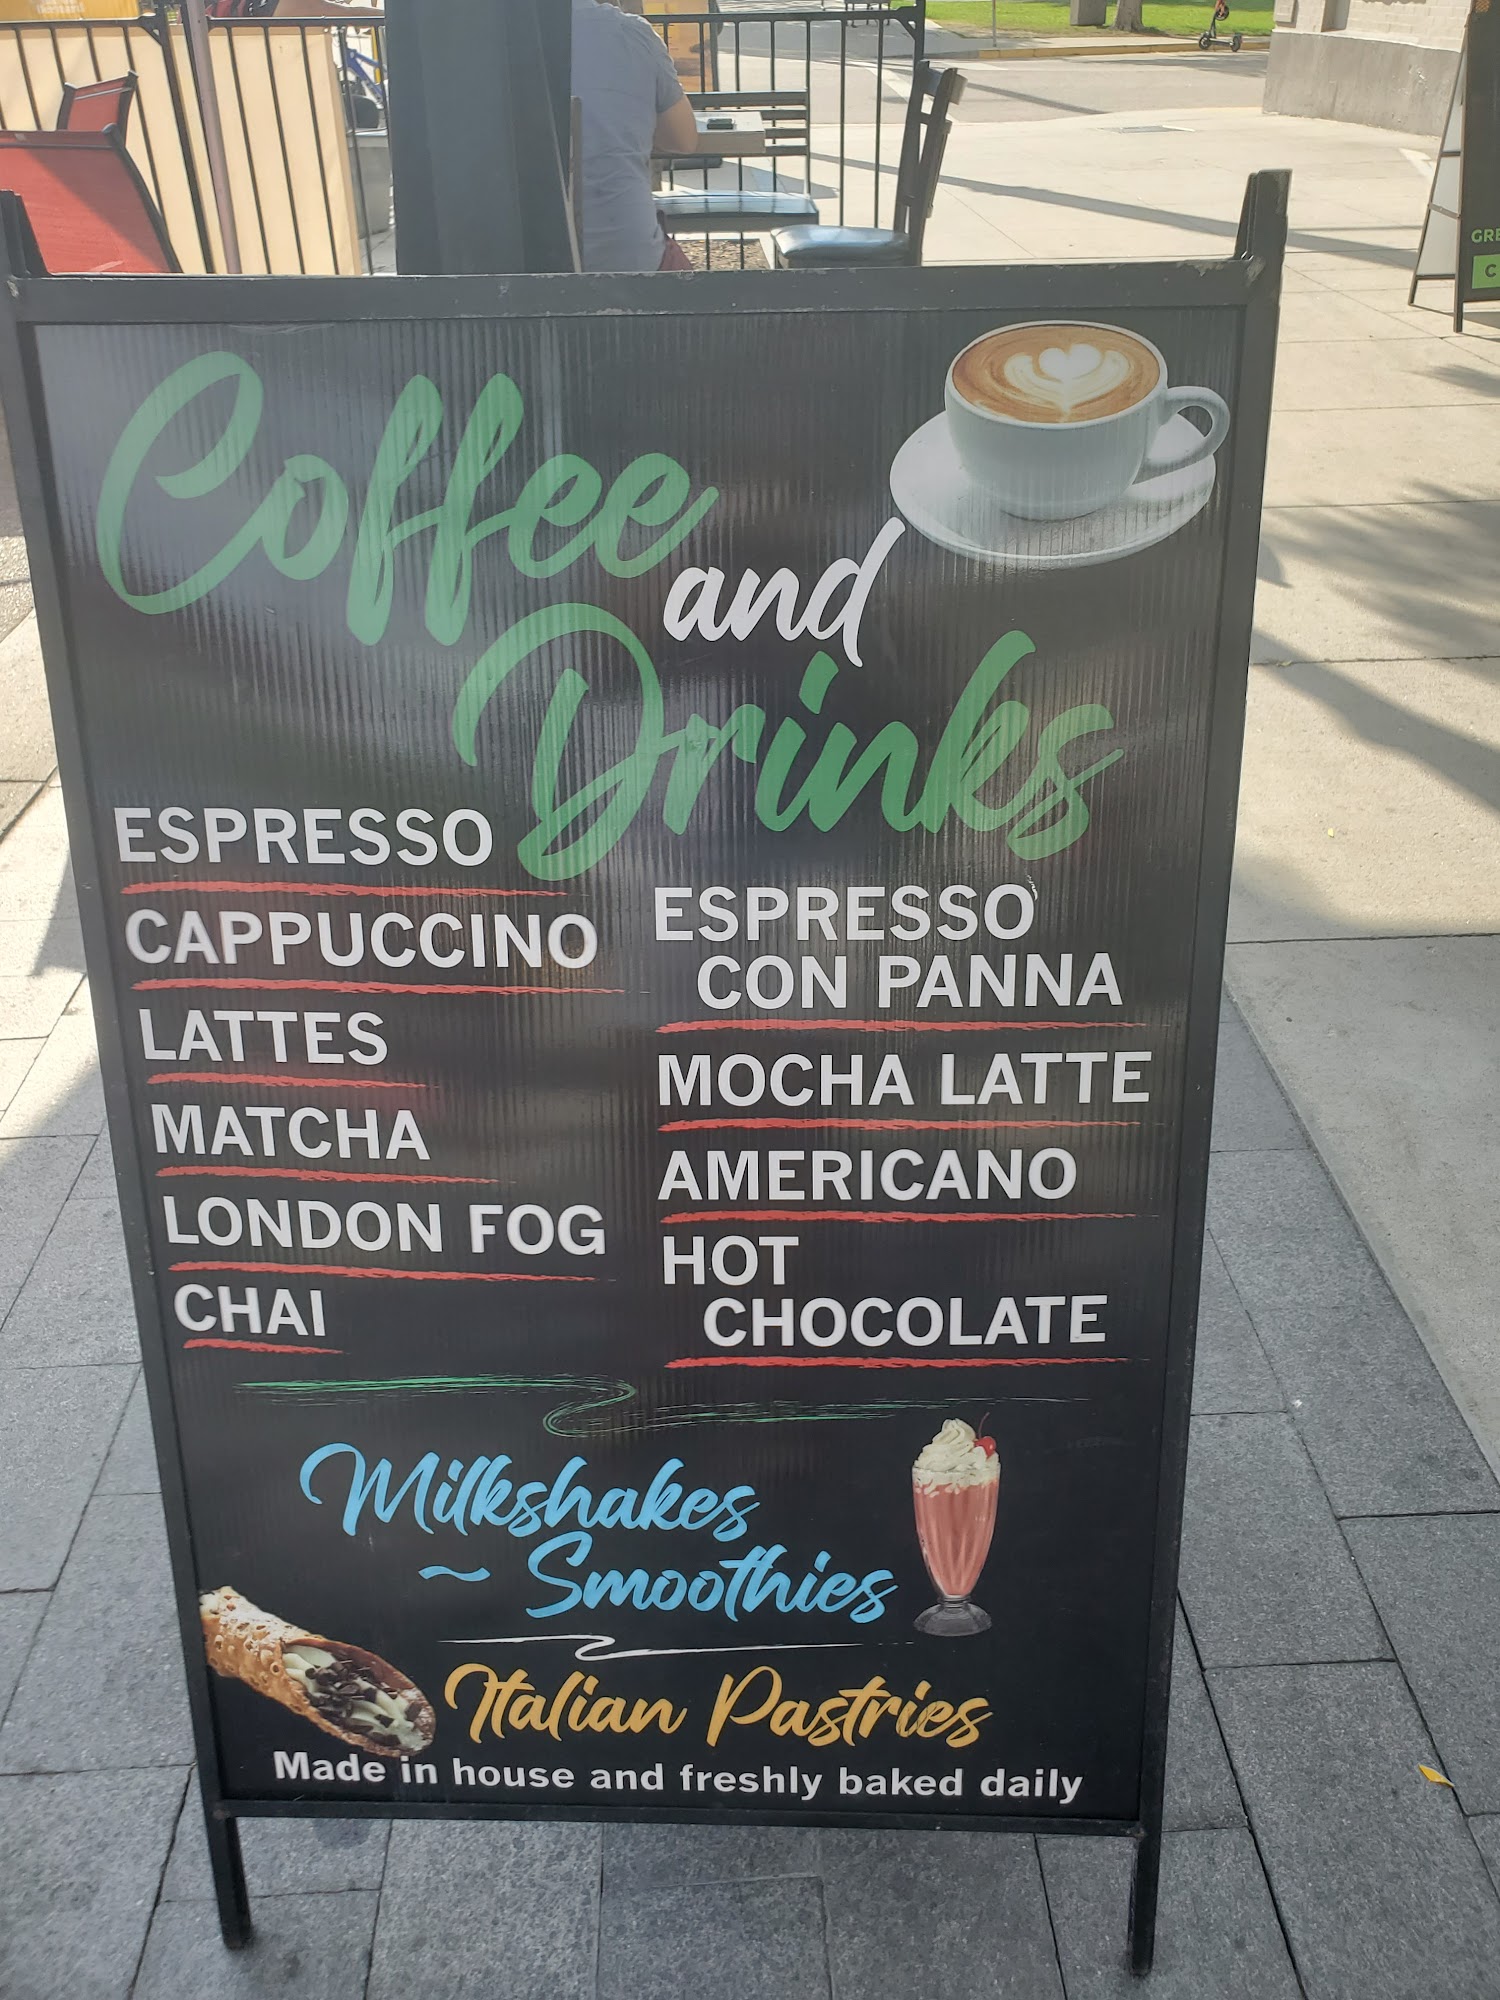 Coffee
and
Drinks
ESPRESSO
CAPPUCCINO
LATTES
MATCHA
LONDON FOG
CHAI
ESPRESSO
CON PANNA
MOCHA LATTE
AMERICANO
HOT
CHOCOLATE
Milkshakes
~ Smoothies
Italian Pastries
Made in house and freshly baked daily